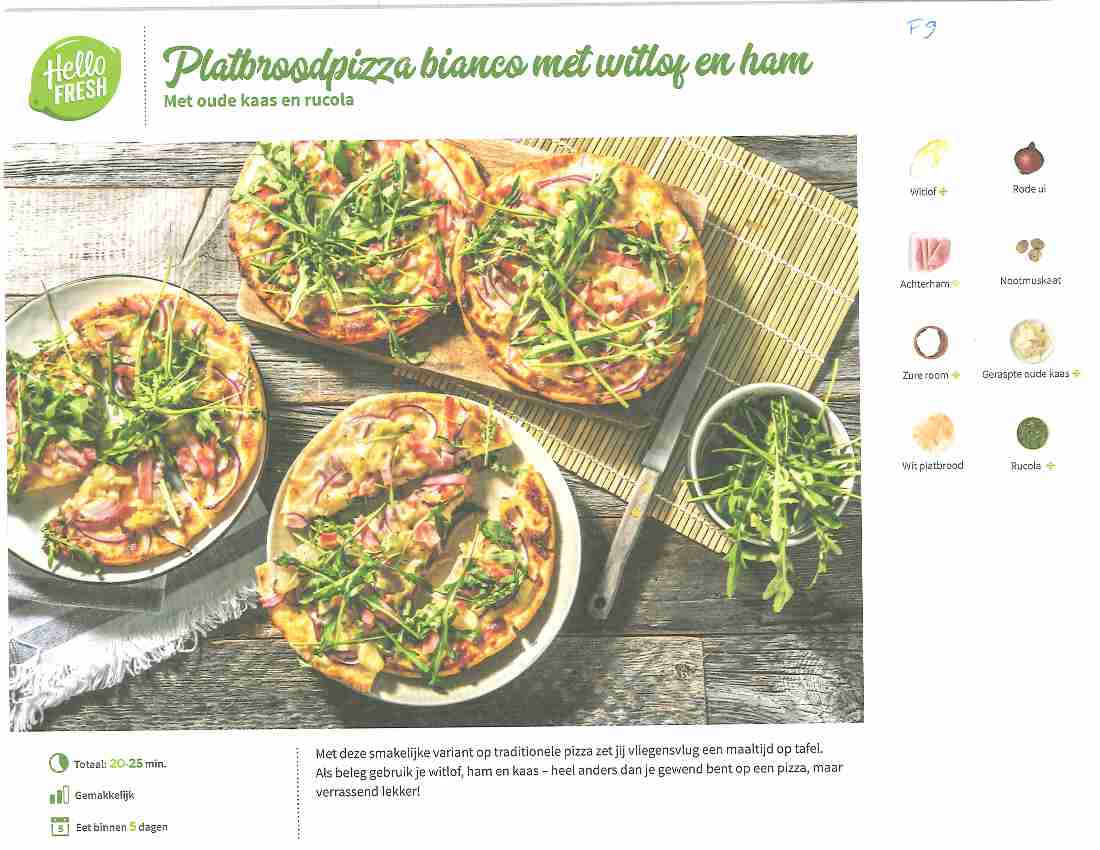 F9
Hello
FRESH
Platbroodpizza bianco met witlof en ham
Met oude kaas en rucola
Witlof
Rode ui
Achterham
Nootmuskaat
Zure room
Geraspte oude kaas
Wit platbrood
Rucola
Totaal: 20-25 min.
Gemakkelijk
5
Eet binnen 5 dagen
Met deze smakelijke variant op traditionele pizza zet jij vliegensvlug een maaltijd op tafel.
Als beleg gebruik je witlof, ham en kaas – heel anders dan je gewend bent op een pizza, maar
verrassend lekker!